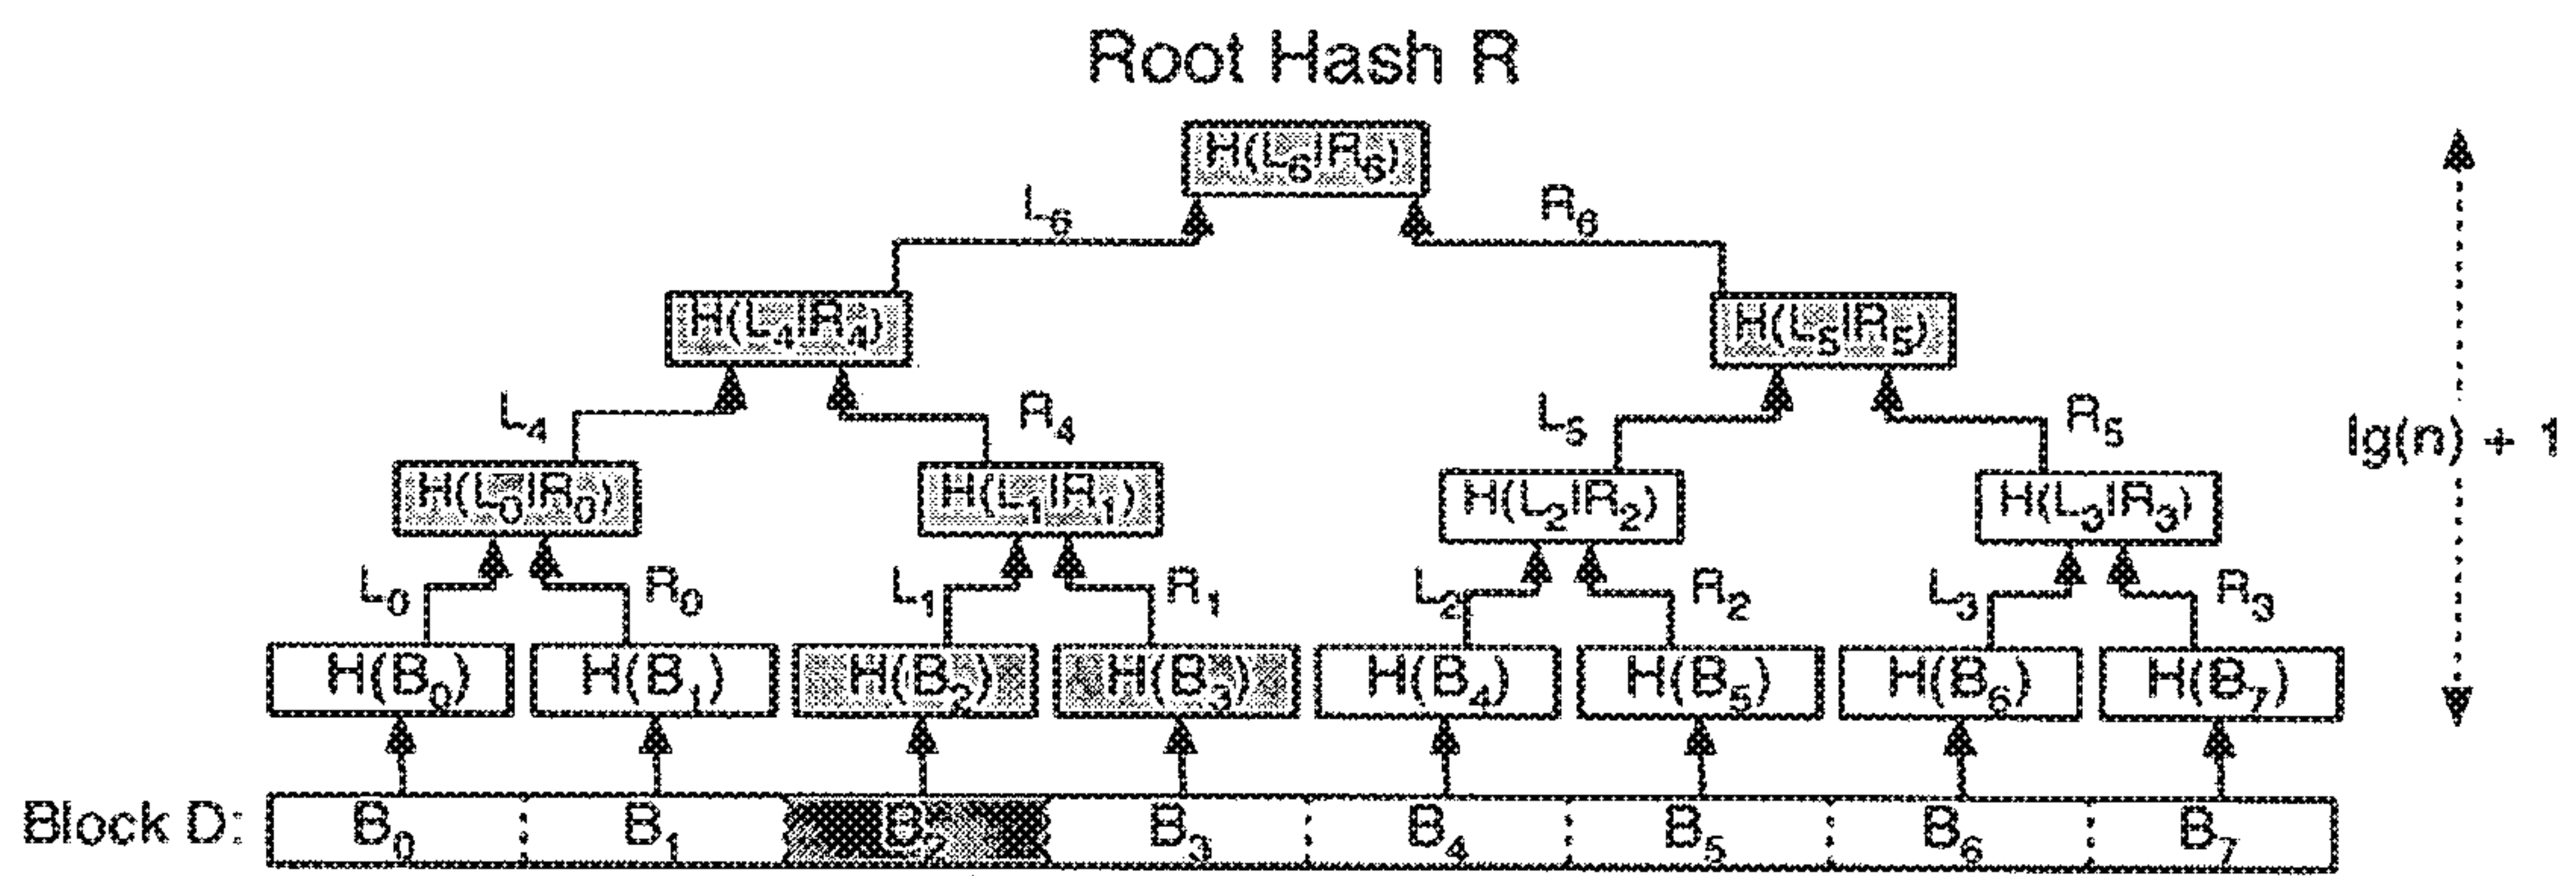 Root Hash R
H(L₆|R₆)
L₆ R₆
H(L₄|R₄) H(L₅|R₅)
L₄ R₄ L₅ R₅
lg(n) + 1
H(L₀|R₀) H(L₁|R₁) H(L₂|R₂) H(L₃|R₃)
L₀ R₀ L₁ R₁ L₂ R₂ L₃ R₃
H(B₀) H(B₁) H(B₂) H(B₃) H(B₄) H(B₅) H(B₆) H(B₇)
Block D: B₀ B₁ B₂ B₃ B₄ B₅ B₆ B₇